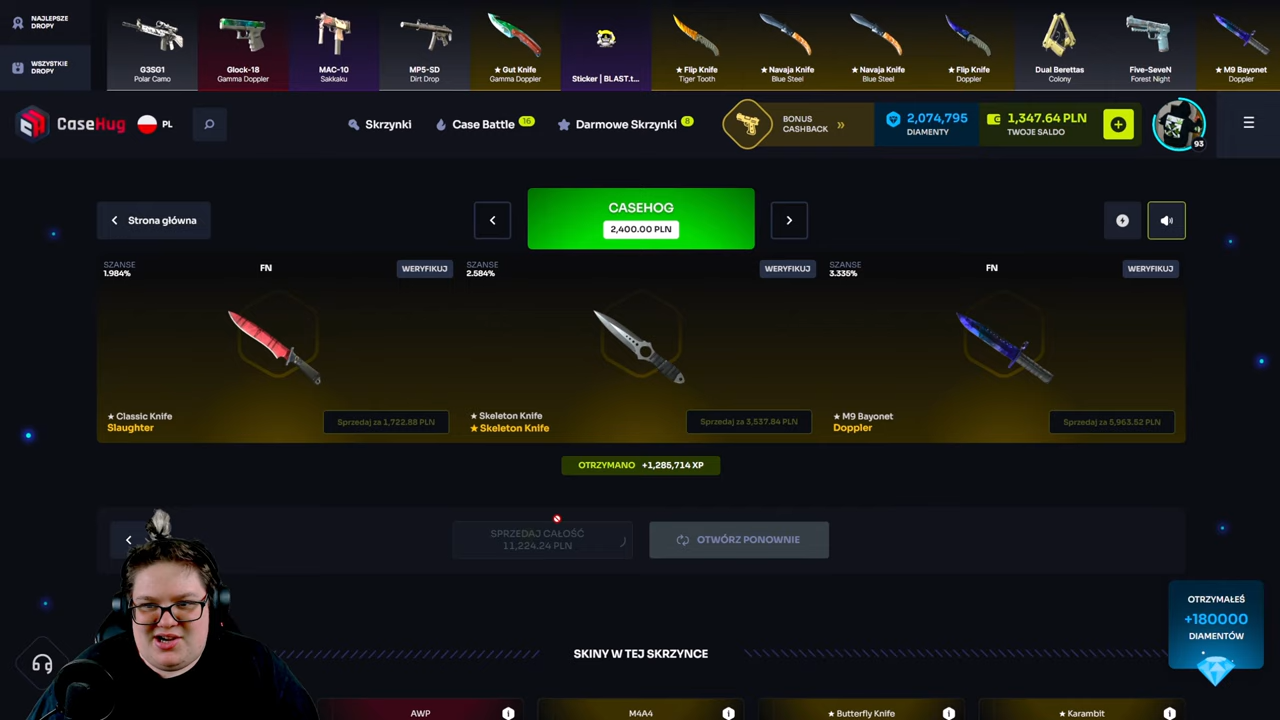 NAJLEPSZE
DROPY
WSZYSTKIE
DROPY
G3SG1
Polar Camo
Glock-18
Gamma Doppler
MAC-10
Sakkaku
MP5-SD
Dirt Drop
★ Gut Knife
Gamma Doppler
Sticker | BLAST.t...
★ Flip Knife
Tiger Tooth
★ Navaja Knife
Blue Steel
★ Navaja Knife
Blue Steel
★ Flip Knife
Doppler
Dual Berettas
Colony
Five-SeveN
Forest Night
★ M9 Bayonet
Doppler
CaseHug
PL
Skrzynki
Case Battle 16
Darmowe Skrzynki 8
BONUS
CASHBACK
2,074,795
DIAMENTY
1,347.64 PLN
TWOJE SALDO
93
Strona główna
CASEHOG
2,400.00 PLN
SZANSE
1.984%
FN
WERYFIKUJ
★ Classic Knife
Slaughter
Sprzedaj za 1,722.88 PLN
SZANSE
2.584%
WERYFIKUJ
★ Skeleton Knife
★ Skeleton Knife
Sprzedaj za 3,537.84 PLN
SZANSE
3.335%
FN
WERYFIKUJ
★ M9 Bayonet
Doppler
Sprzedaj za 5,963.52 PLN
OTRZYMANO +1,285,714 XP
SPRZEDAJ CAŁOŚĆ
11,224.24 PLN
OTWÓRZ PONOWNIE
OTRZYMAŁEŚ
+180000
DIAMENTÓW
SKINY W TEJ SKRZYNCE
AWP
M4A4
★ Butterfly Knife
★ Karambit